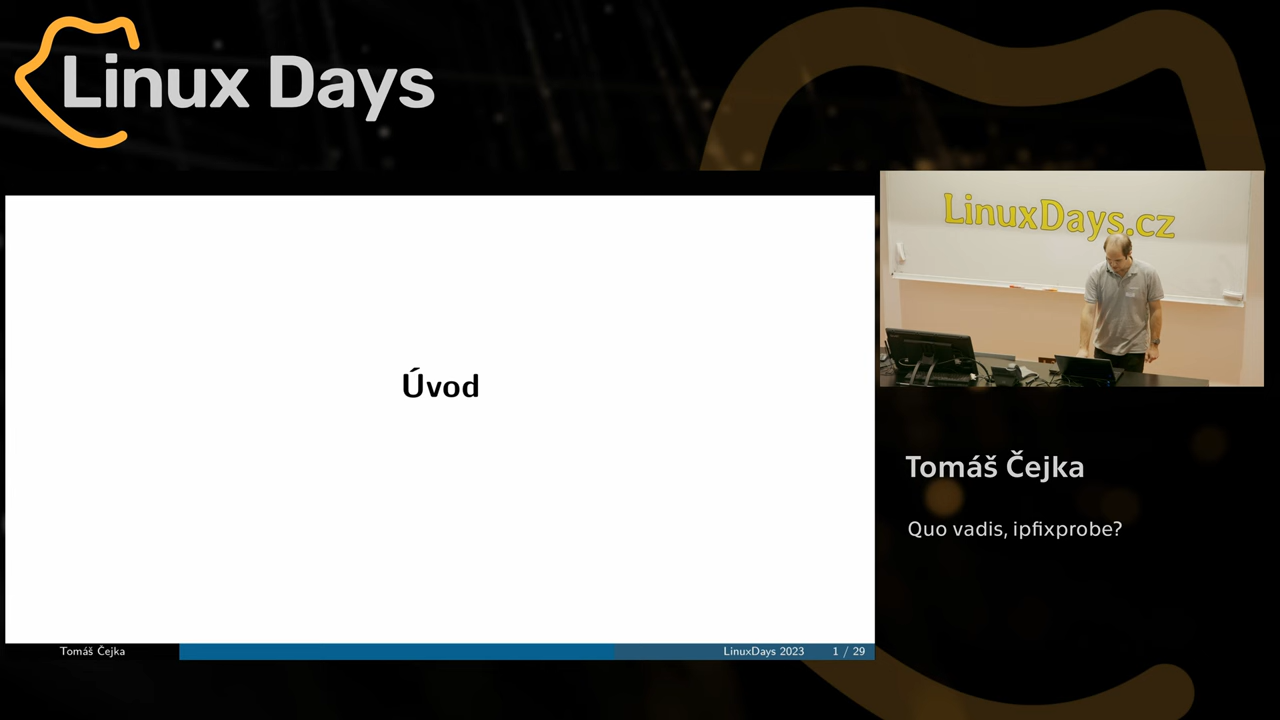 Linux Days
LinuxDays.cz
Úvod
Tomáš Čejka
Quo vadis, ipfixprobe?
Tomáš Čejka
LinuxDays 2023
1 / 29